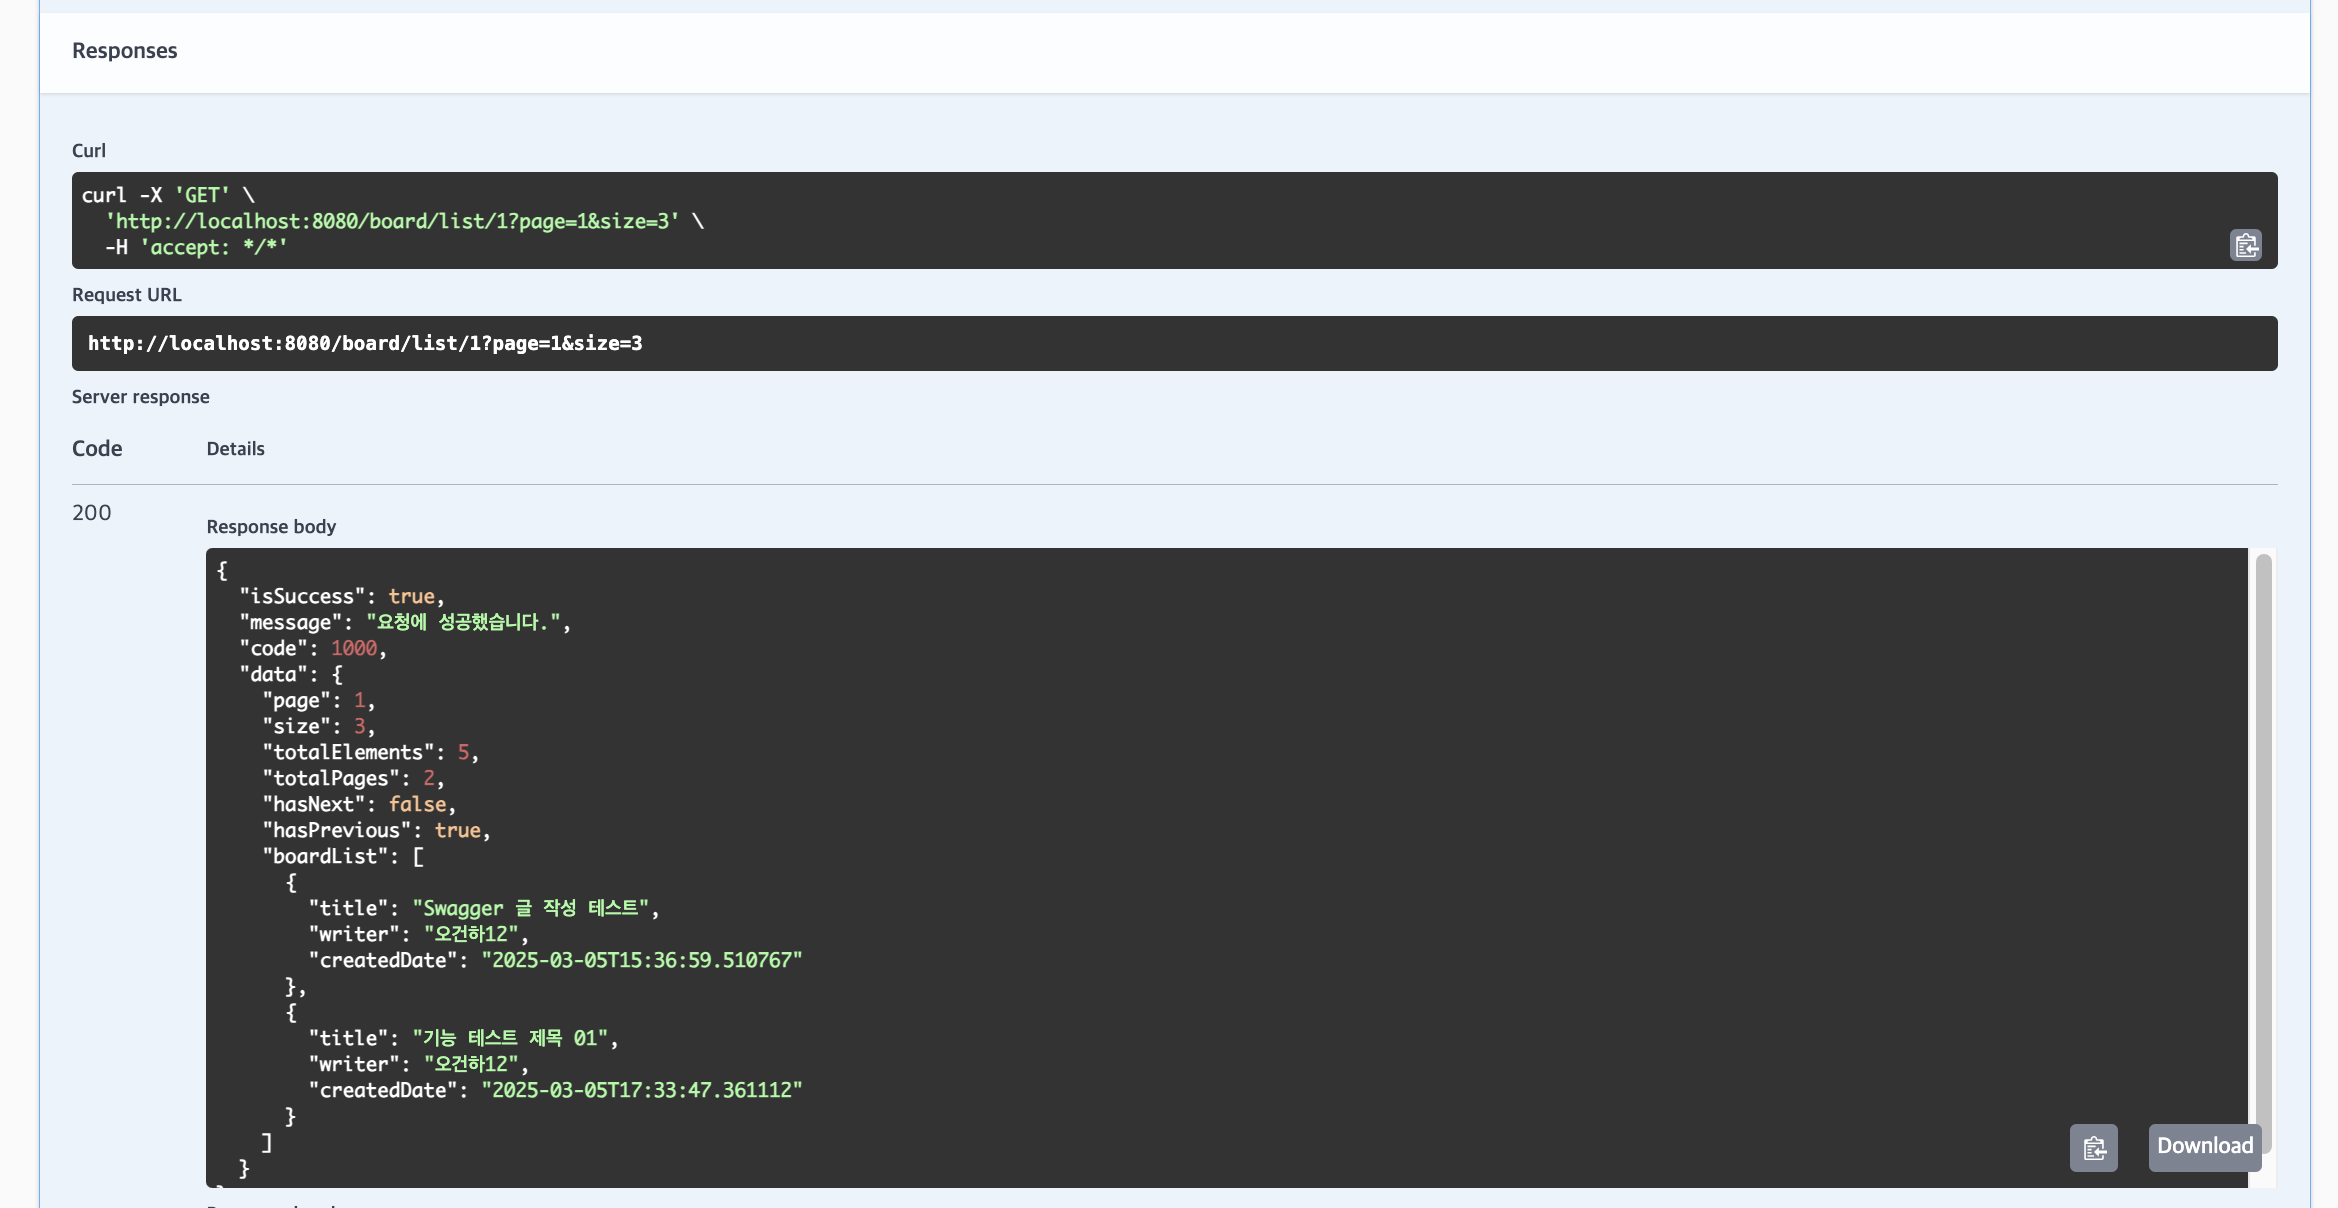 Responses
Curl
curl -X 'GET' \
  'http://localhost:8080/board/list/1?page=1&size=3' \
  -H 'accept: */*'
Request URL
http://localhost:8080/board/list/1?page=1&size=3
Server response
Code Details
200
Response body
{
  "isSuccess": true,
  "message": "요청에 성공했습니다.",
  "code": 1000,
  "data": {
    "page": 1,
    "size": 3,
    "totalElements": 5,
    "totalPages": 2,
    "hasNext": false,
    "hasPrevious": true,
    "boardList": [
      {
        "title": "Swagger 글 작성 테스트",
        "writer": "오건하12",
        "createdDate": "2025-03-05T15:36:59.510767"
      },
      {
        "title": "기능 테스트 제목 01",
        "writer": "오건하12",
        "createdDate": "2025-03-05T17:33:47.361112"
      }
    ]
  }
Download